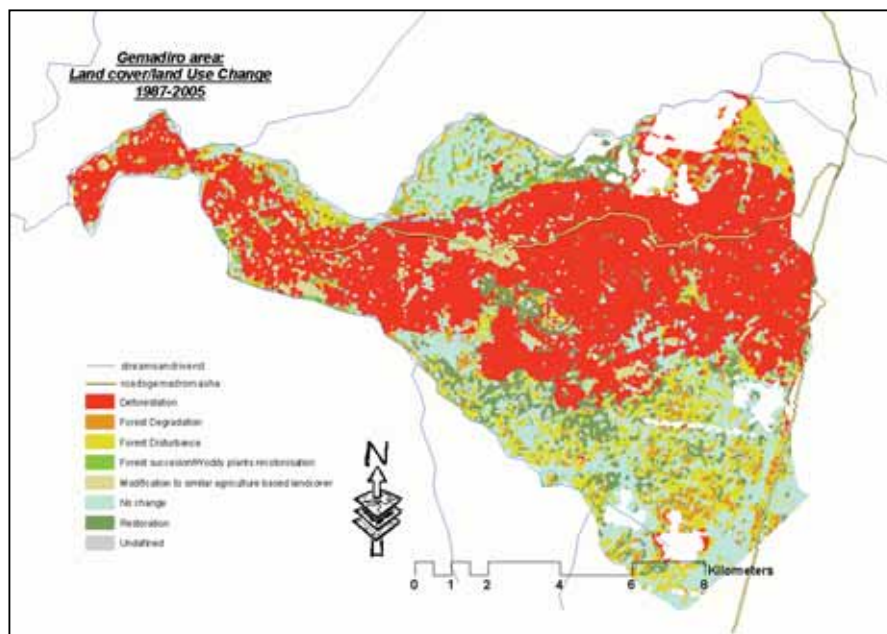 Gemadiro area:
Land cover/land Use Change
1987-2005
Deforestation
Forest Degradation
Forest Disturbance
Forest succession/Woddy plants recolonisation
Modification to similar agriculture based landcover
No change
Restoration
Undefined
N
Kilometers
0 1 2 4 6 8